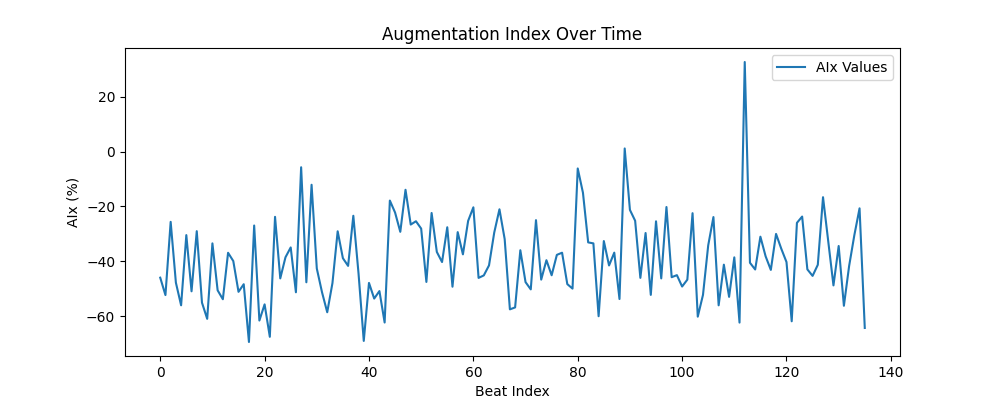 Augmentation Index Over Time
AIx Values
AIx (%)
20
0
−20
−40
−60
0 20 40 60 80 100 120 140
Beat Index